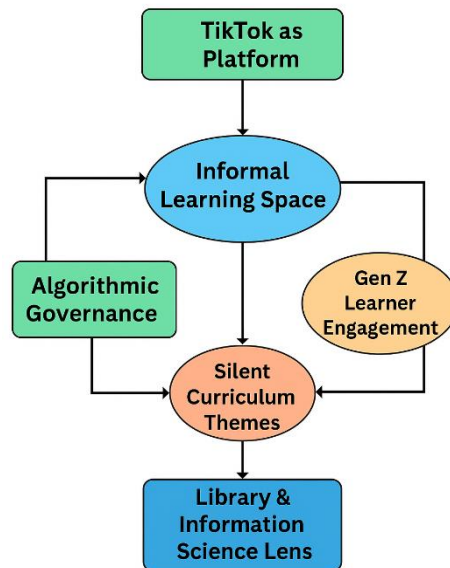 TikTok as
Platform
Informal
Learning Space
Algorithmic
Governance
Gen Z
Learner
Engagement
Silent
Curriculum
Themes
Library &
Information
Science Lens